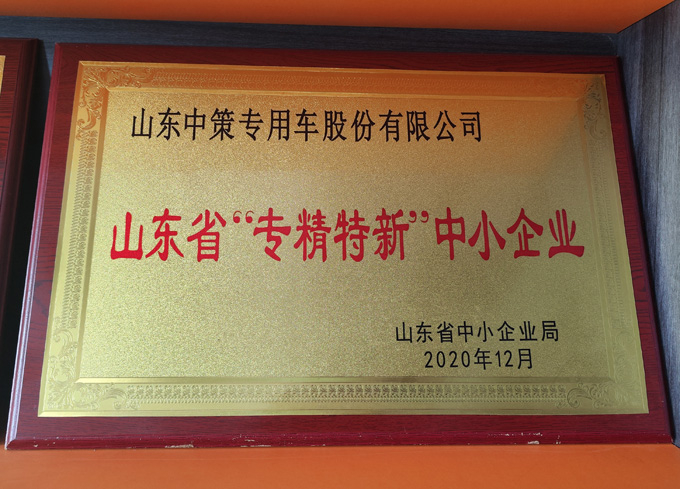 山东中策专用车股份有限公司
山东省“专精特新”中小企业
山东省中小企业局
2020年12月